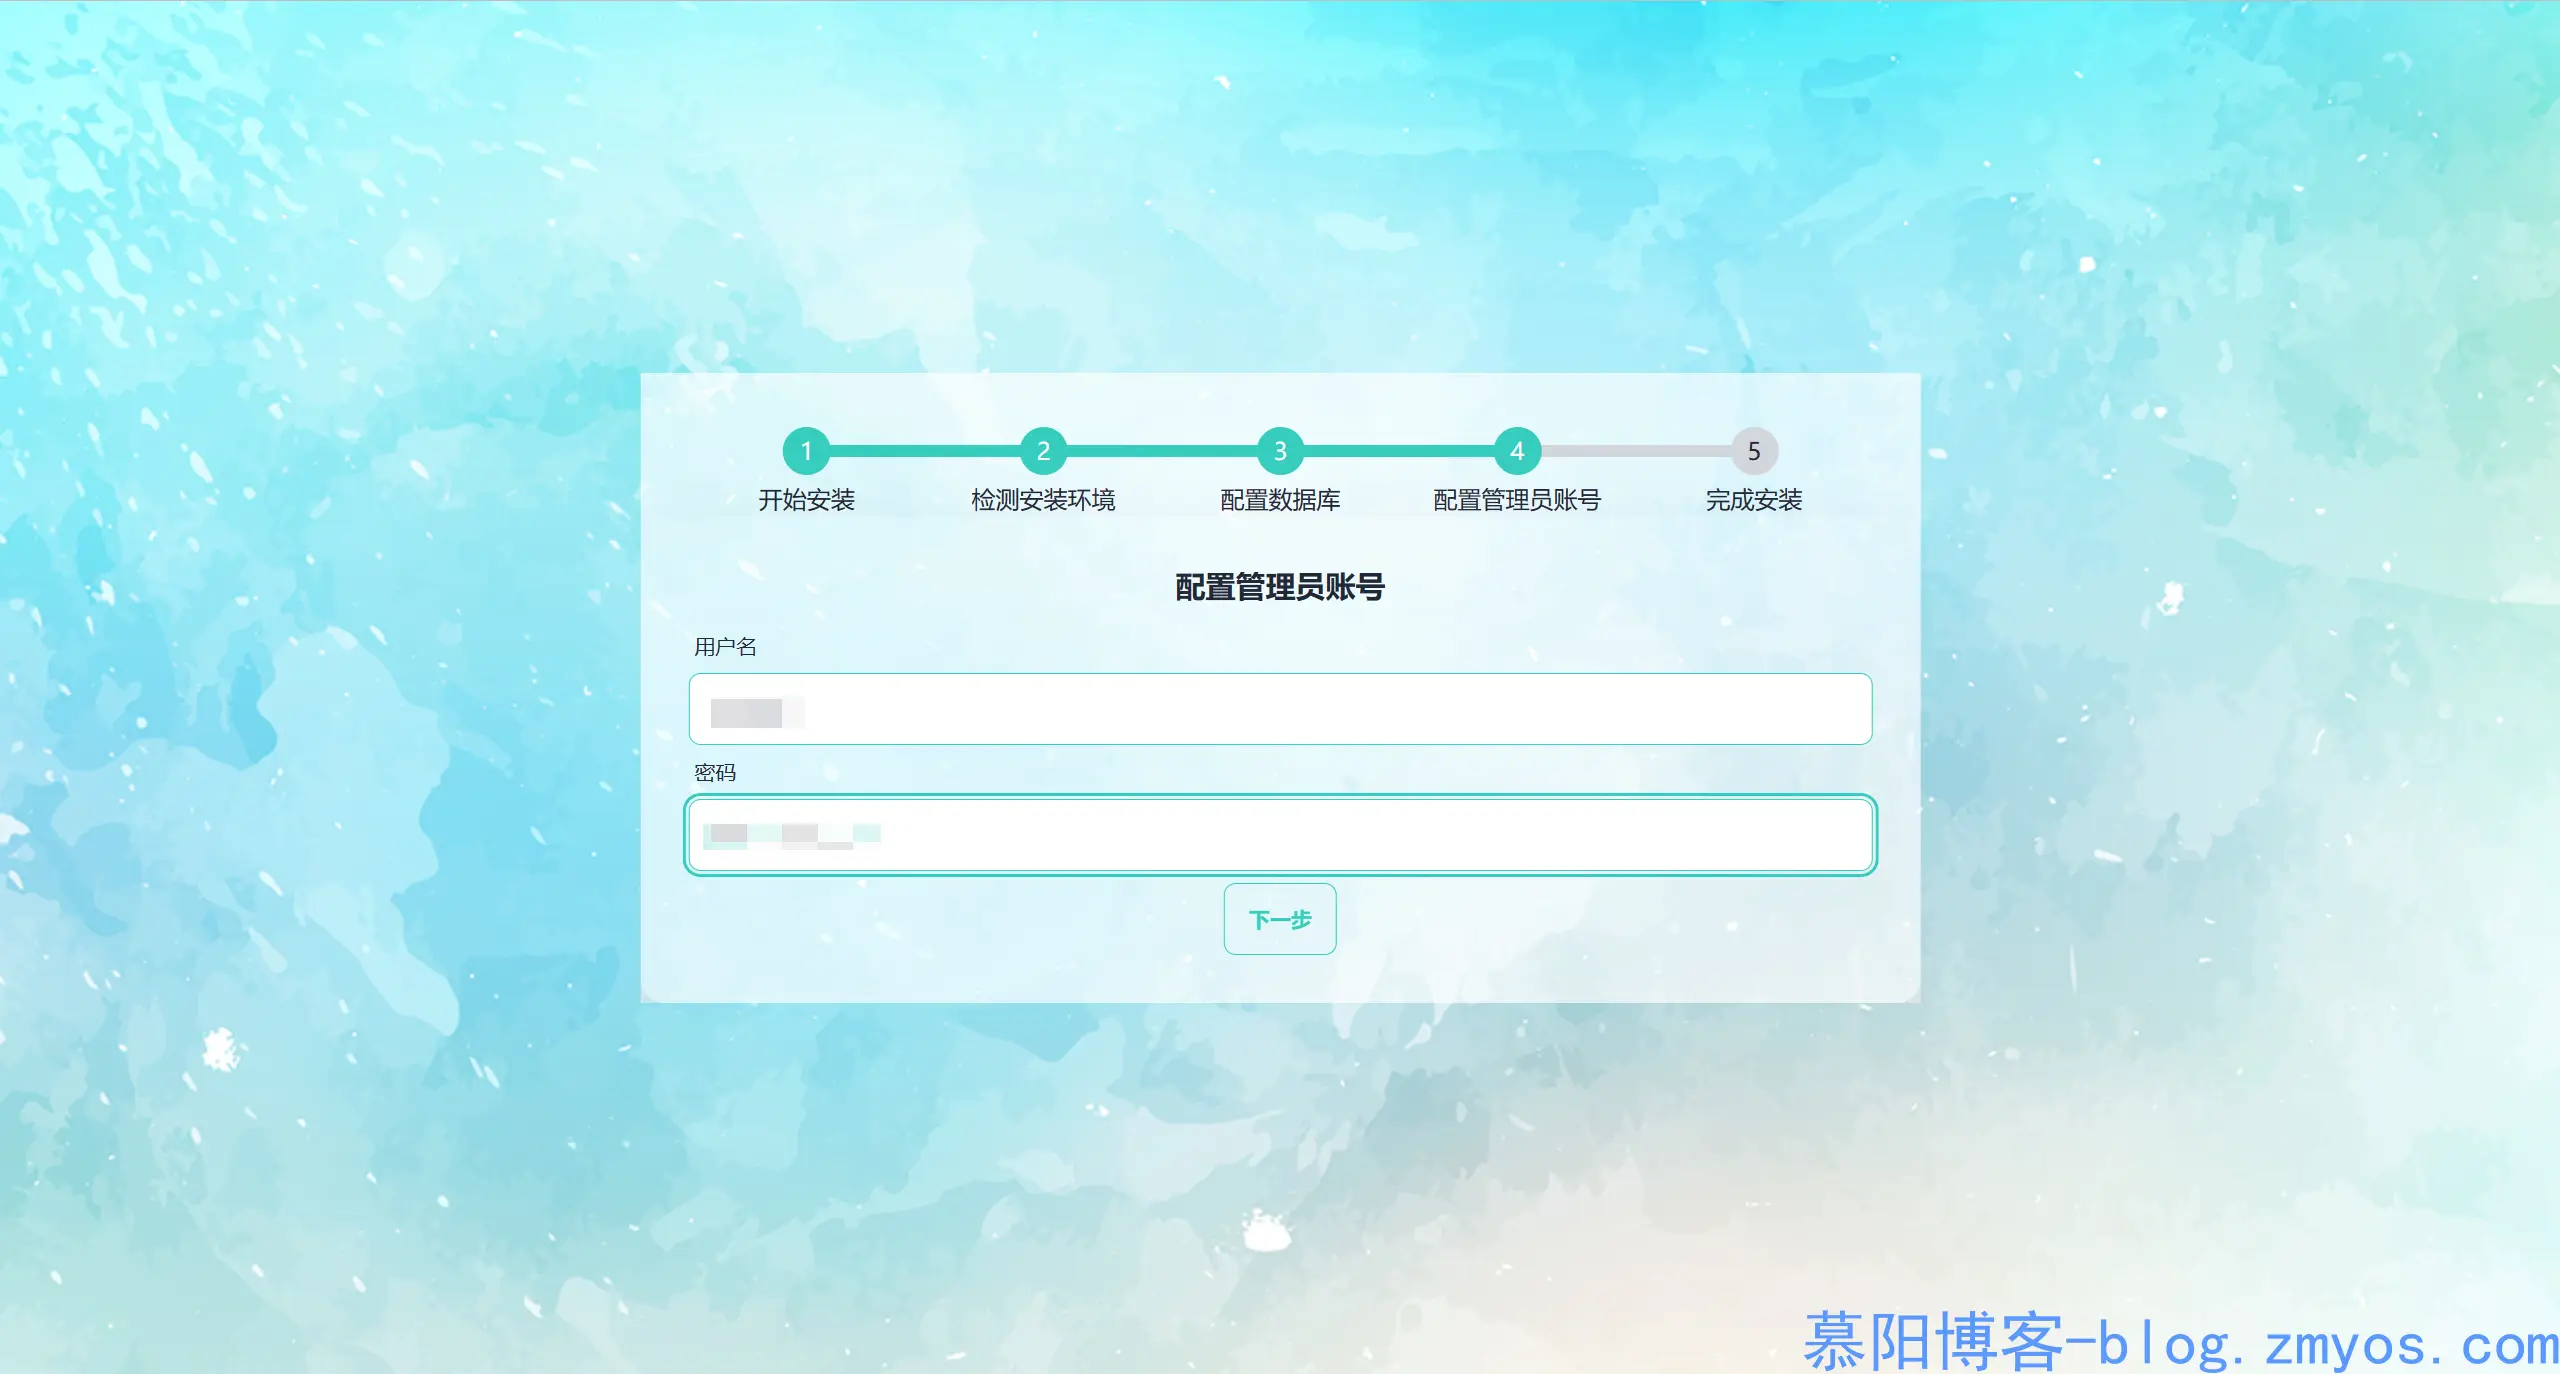 1 2 3 4 5
开始安装 检测安装环境 配置数据库 配置管理员账号 完成安装
配置管理员账号
用户名
密码
下一步
慕阳博客-blog.zmyos.com